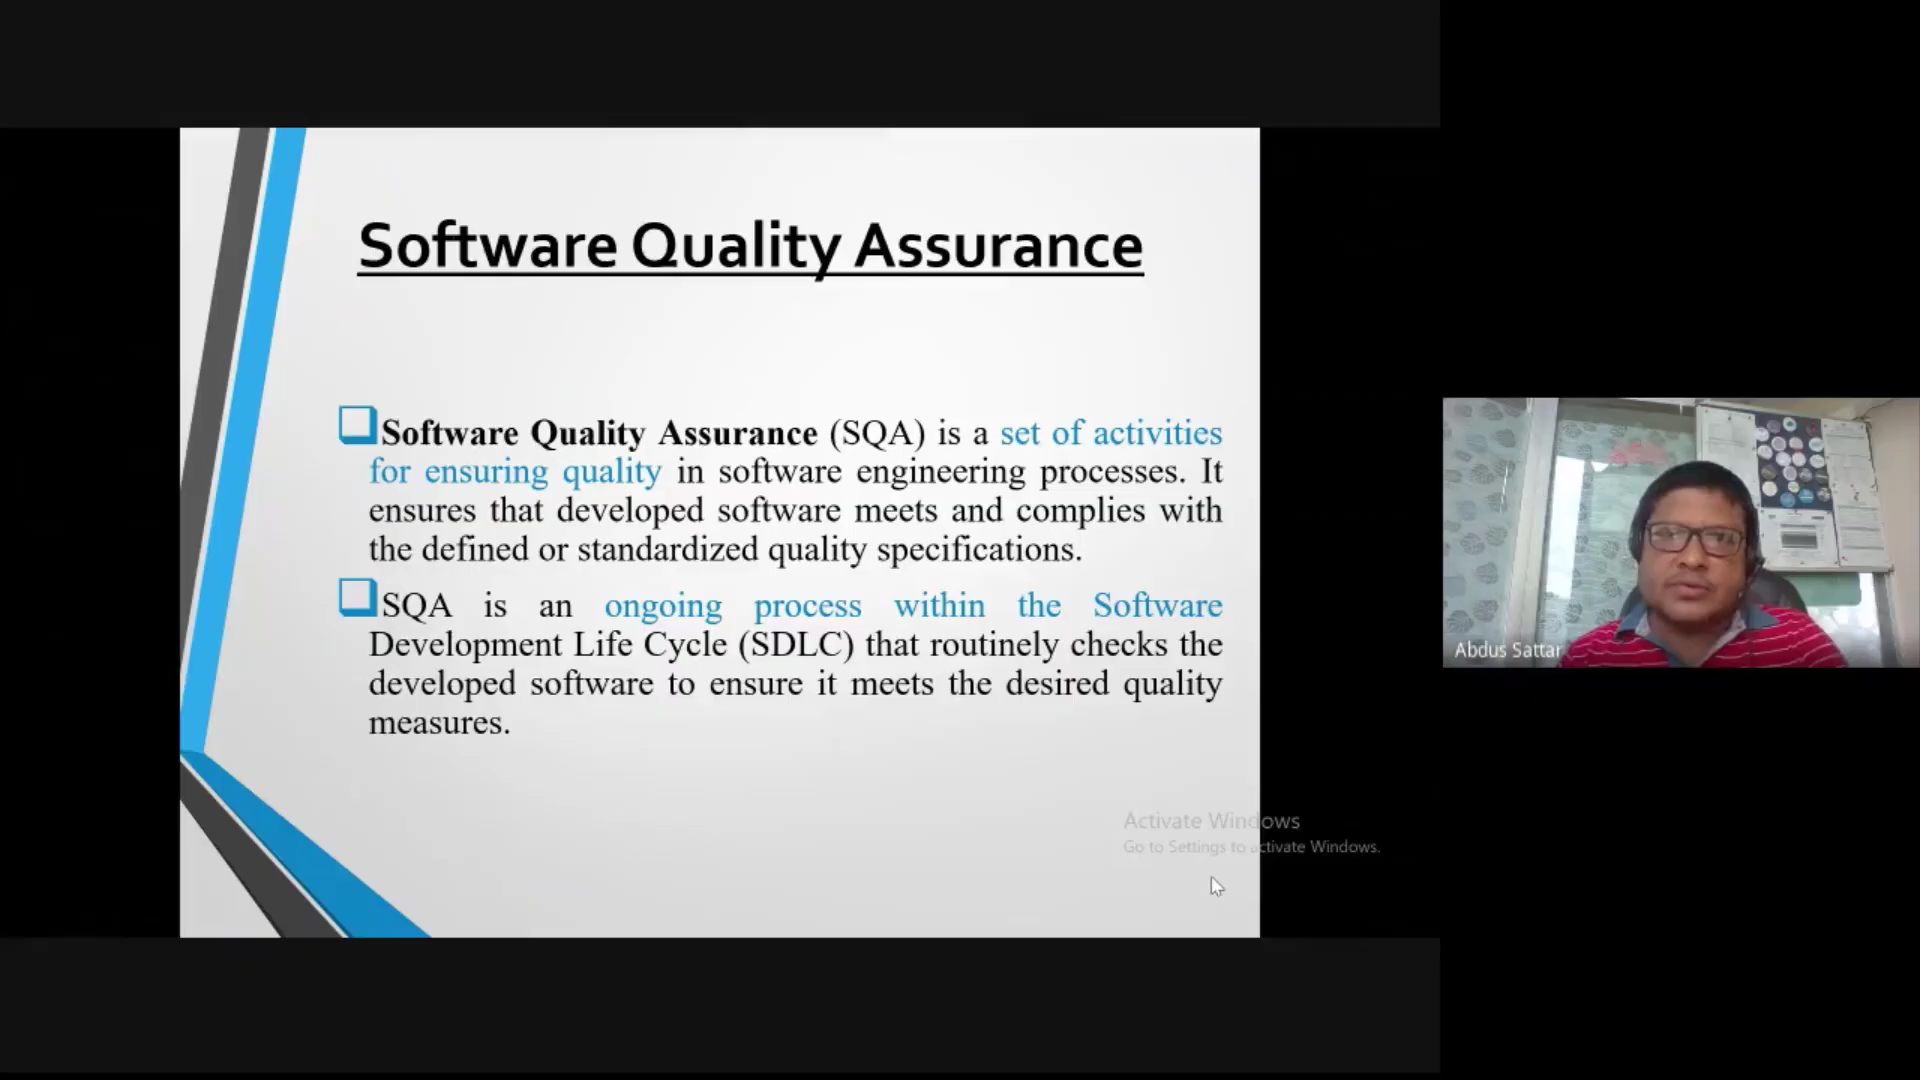 Software Quality Assurance
Software Quality Assurance (SQA) is a set of activities
for ensuring quality in software engineering processes. It
ensures that developed software meets and complies with
the defined or standardized quality specifications.
SQA is an ongoing process within the Software
Development Life Cycle (SDLC) that routinely checks the
developed software to ensure it meets the desired quality
measures.
Activate Windows
Go to Settings to activate Windows.
Abdus Sattar